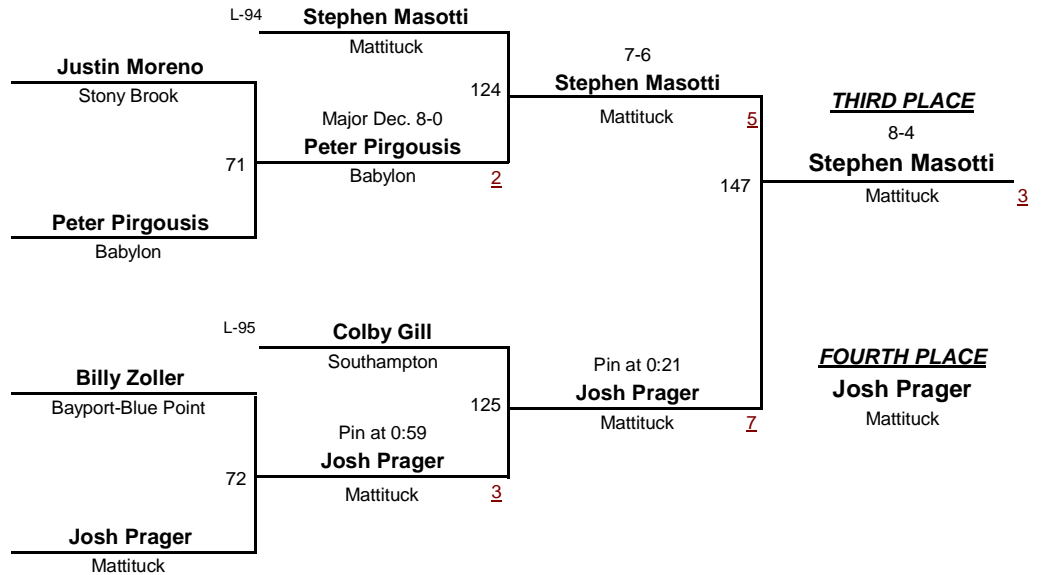 L-94
Stephen Masotti
Mattituck
Justin Moreno
Stony Brook
71
Peter Pirgousis
Babylon
Major Dec. 8-0
Peter Pirgousis
Babylon
2
124
7-6
Stephen Masotti
Mattituck
5
147
THIRD PLACE
8-4
Stephen Masotti
Mattituck
3
L-95
Colby Gill
Southampton
Billy Zoller
Bayport-Blue Point
72
Josh Prager
Mattituck
Pin at 0:59
Josh Prager
Mattituck
3
125
Pin at 0:21
Josh Prager
Mattituck
7
FOURTH PLACE
Josh Prager
Mattituck